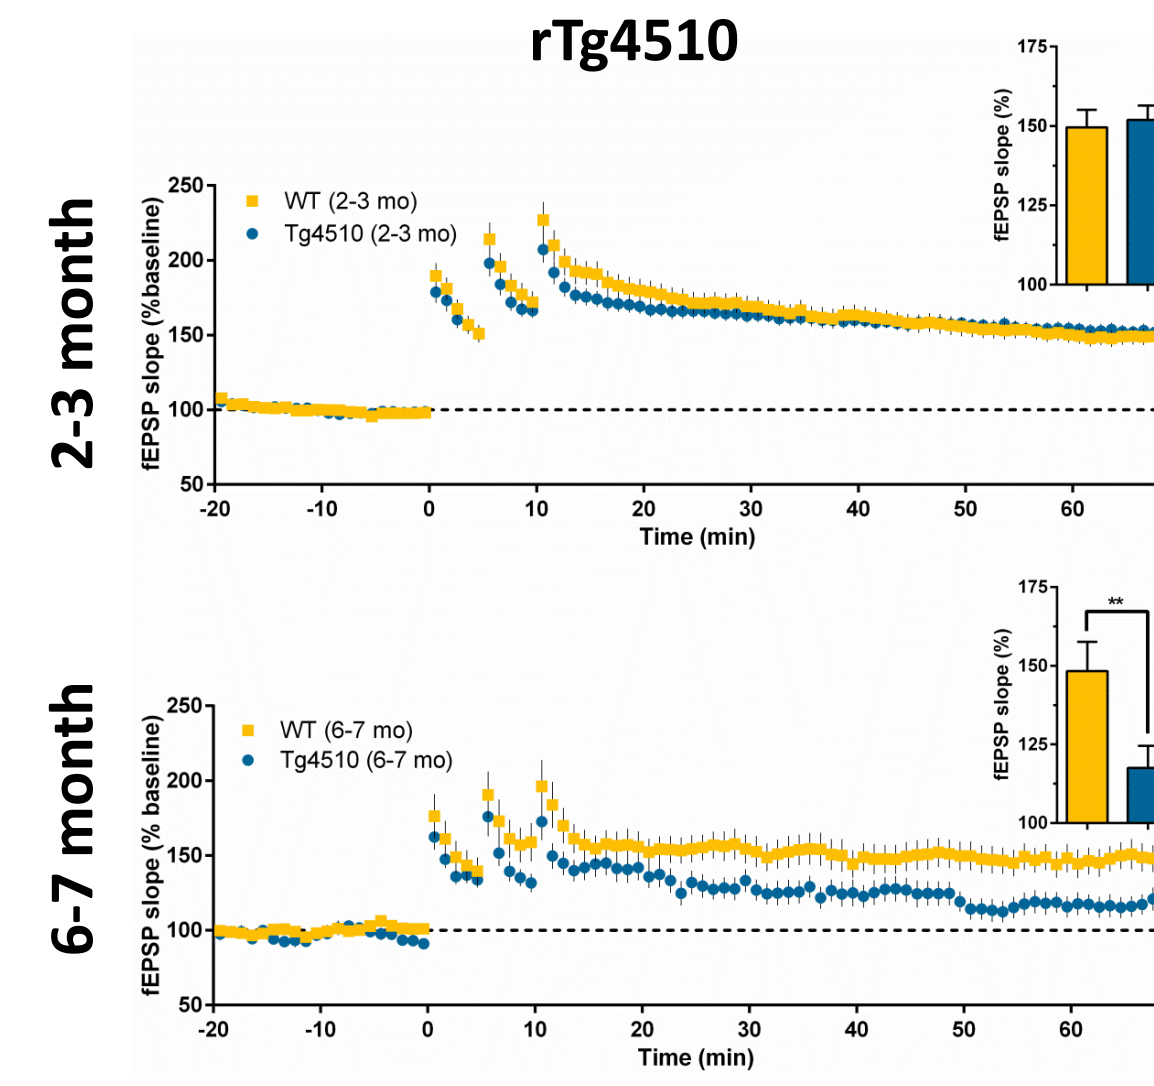 rTg4510
2-3 month
fEPSP slope (%baseline)
250
200
150
100
50
WT (2-3 mo)
Tg4510 (2-3 mo)
-20 -10 0 10 20 30 40 50 60
Time (min)
fEPSP slope (%)
175
150
125
100
6-7 month
fEPSP slope (% baseline)
250
200
150
100
50
WT (6-7 mo)
Tg4510 (6-7 mo)
-20 -10 0 10 20 30 40 50 60
Time (min)
fEPSP slope (%)
175
150
125
100
**